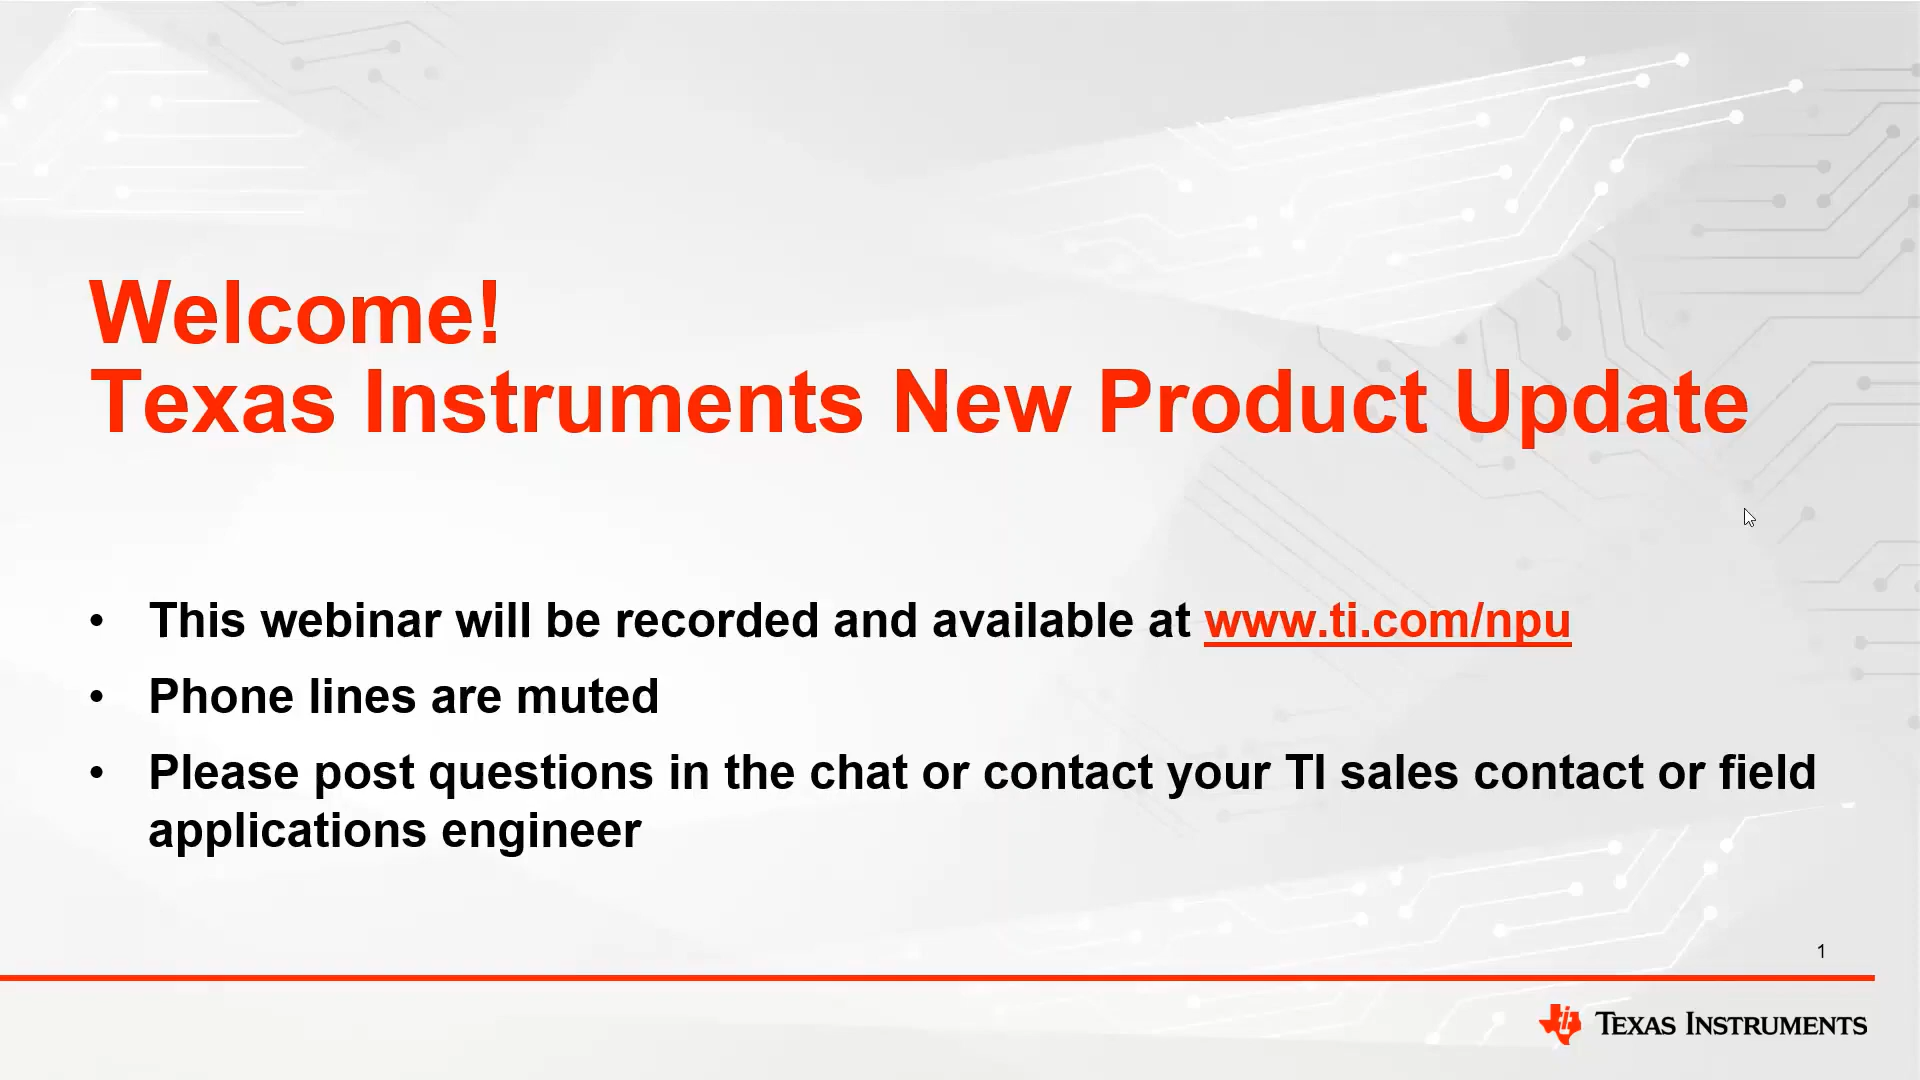 Welcome!
Texas Instruments New Product Update
• This webinar will be recorded and available at www.ti.com/npu
• Phone lines are muted
• Please post questions in the chat or contact your TI sales contact or field
applications engineer
1
TEXAS INSTRUMENTS